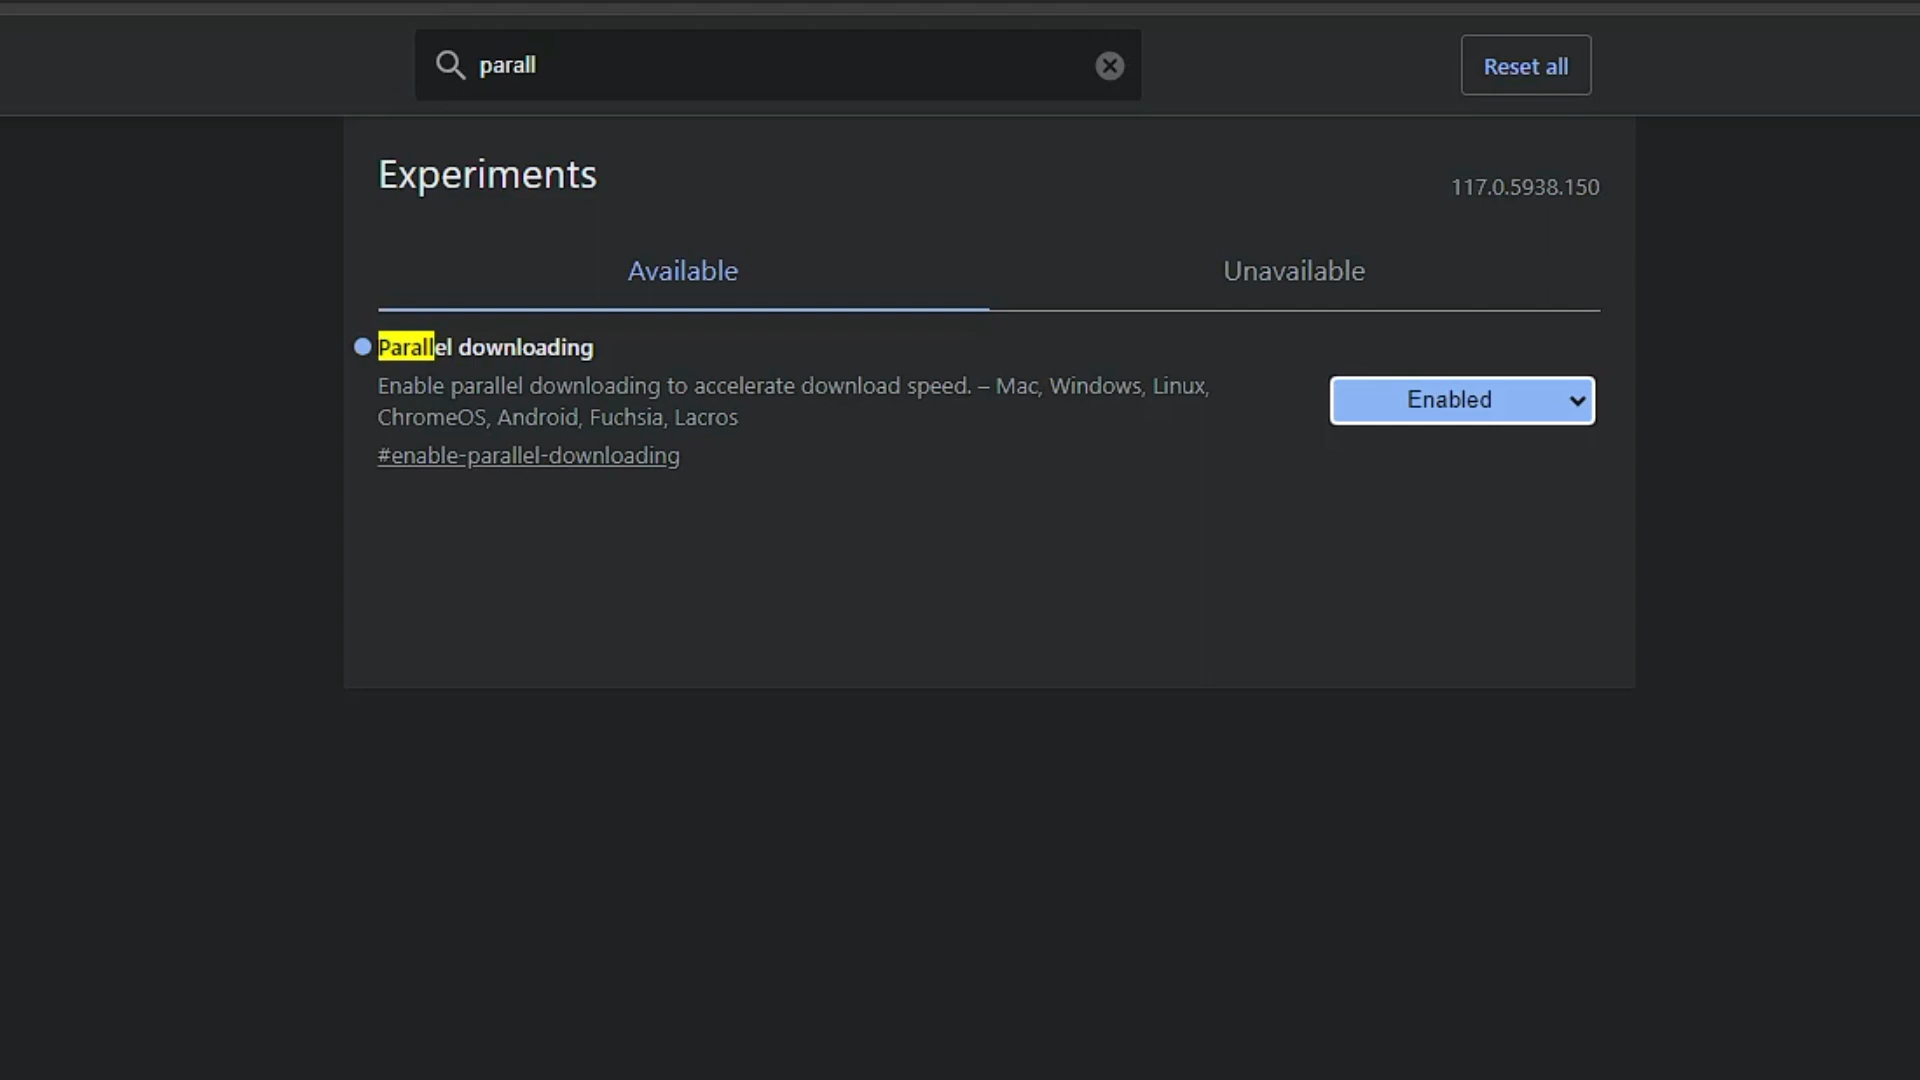 parall
Reset all
Experiments
117.0.5938.150
Available
Unavailable
Parallel downloading
Enable parallel downloading to accelerate download speed. – Mac, Windows, Linux,
ChromeOS, Android, Fuchsia, Lacros
Enabled
#enable-parallel-downloading